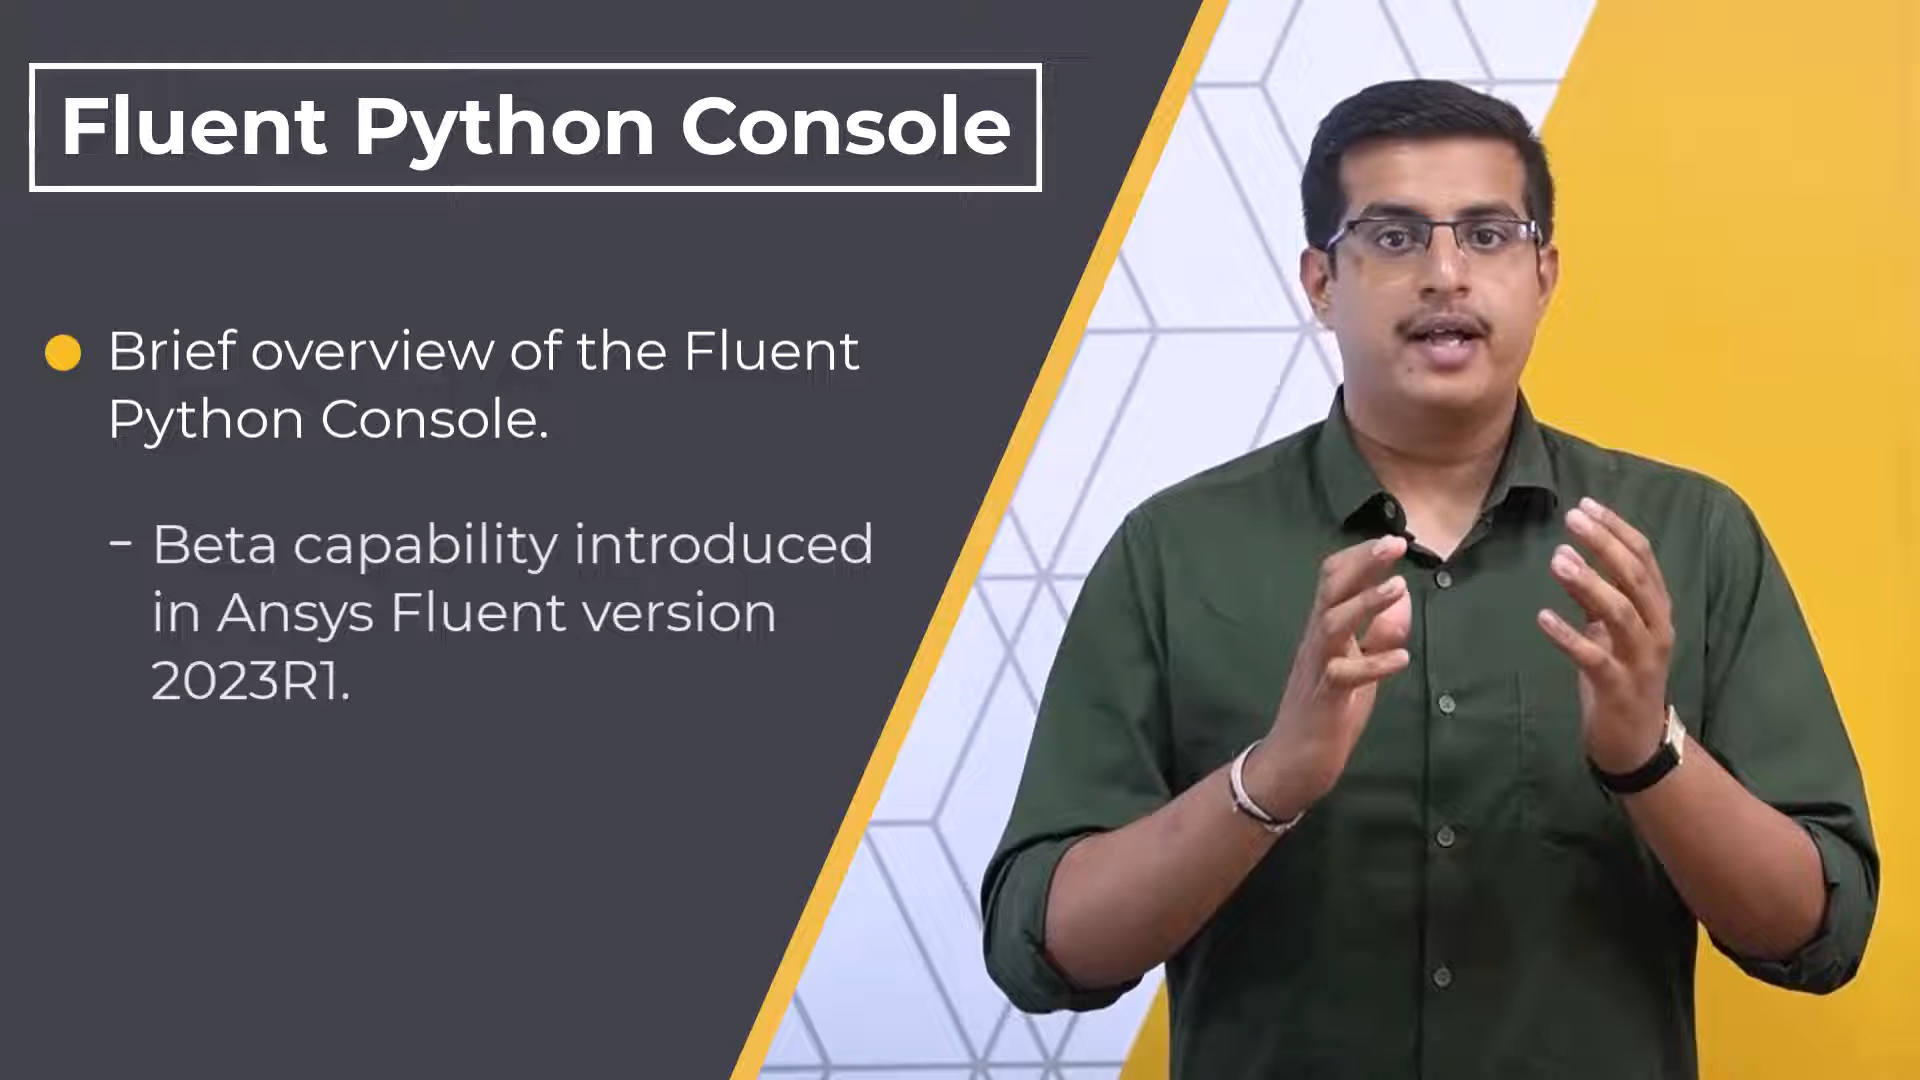 Fluent Python Console
Brief overview of the Fluent
Python Console.
- Beta capability introduced
in Ansys Fluent version
2023R1.